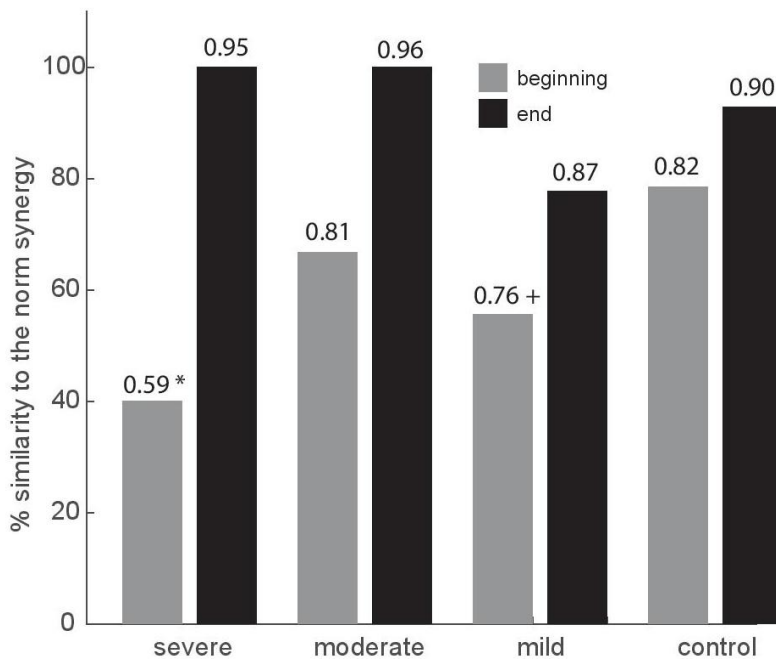 0.95
0.96
100
beginning
0.90
end
0.87
80
0.82
0.81
% similarity to the norm synergy
60
0.76 +
0.59 *
40
20
0
severe
moderate
mild
control